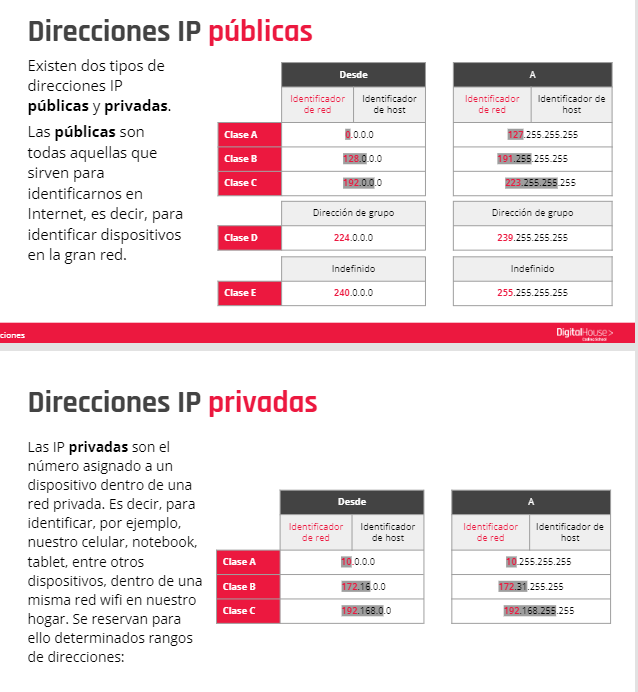 Direcciones IP públicas
Existen dos tipos de
direcciones IP
públicas y privadas.
Las públicas son
todas aquellas que
sirven para
identificarnos en
Internet, es decir, para
identificar dispositivos
en la gran red.
Desde
A
Identificador de red
Identificador de host
Identificador de red
Identificador de host
Clase A
0.0.0.0
127.255.255.255
Clase B
128.0.0.0
191.255.255.255
Clase C
192.0.0.0
223.255.255.255
Dirección de grupo
Dirección de grupo
Clase D
224.0.0.0
239.255.255.255
Indefinido
Indefinido
Clase E
240.0.0.0
255.255.255.255
ciones
DigitalHouse>
Coding School
Direcciones IP privadas
Las IP privadas son el
número asignado a un
dispositivo dentro de una
red privada. Es decir, para
identificar, por ejemplo,
nuestro celular, notebook,
tablet, entre otros
dispositivos, dentro de una
misma red wifi en nuestro
hogar. Se reservan para
ello determinados rangos
de direcciones:
Desde
A
Identificador de red
Identificador de host
Identificador de red
Identificador de host
Clase A
10.0.0.0
10.255.255.255
Clase B
172.16.0.0
172.31.255.255
Clase C
192.168.0.0
192.168.255.255